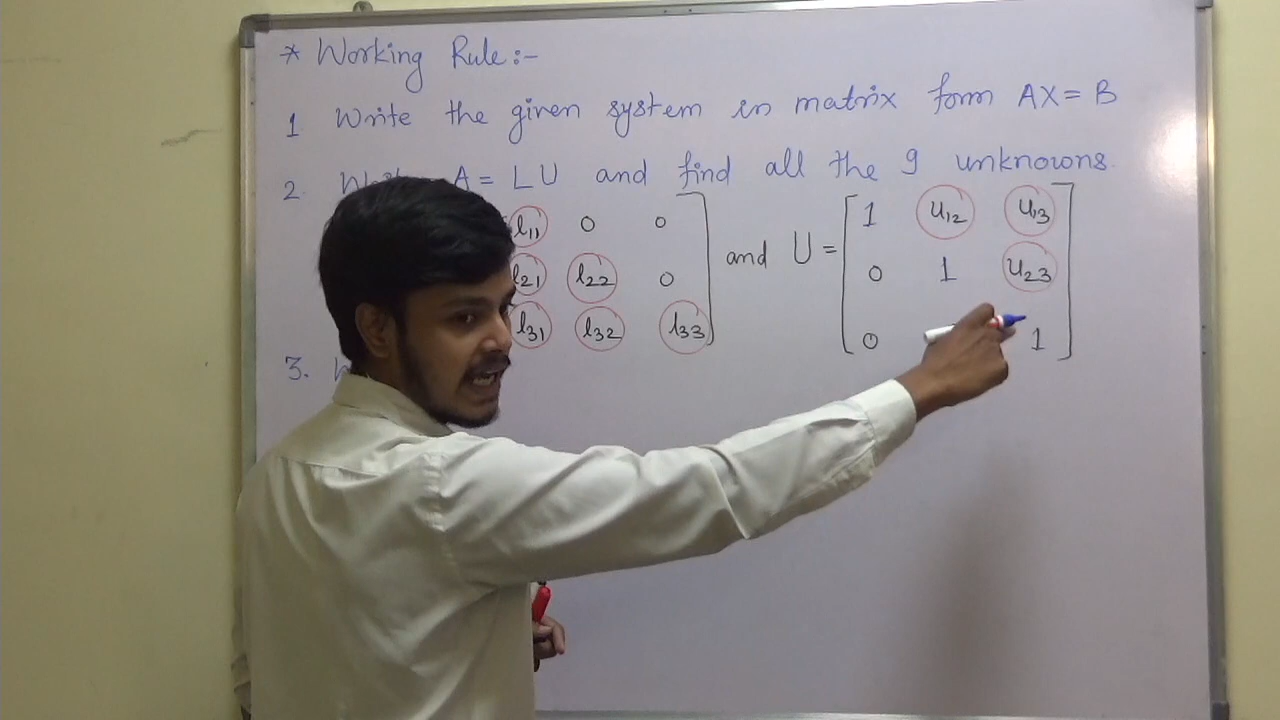 * Working Rule:-
1 Write the given system in matrix form AX = B
2. A = LU and find all the 9 unknowns.
l11 0 0 and U = 1 u12 u13
l21 l22 0 0 1 u23
l31 l32 l33 0 1
3.